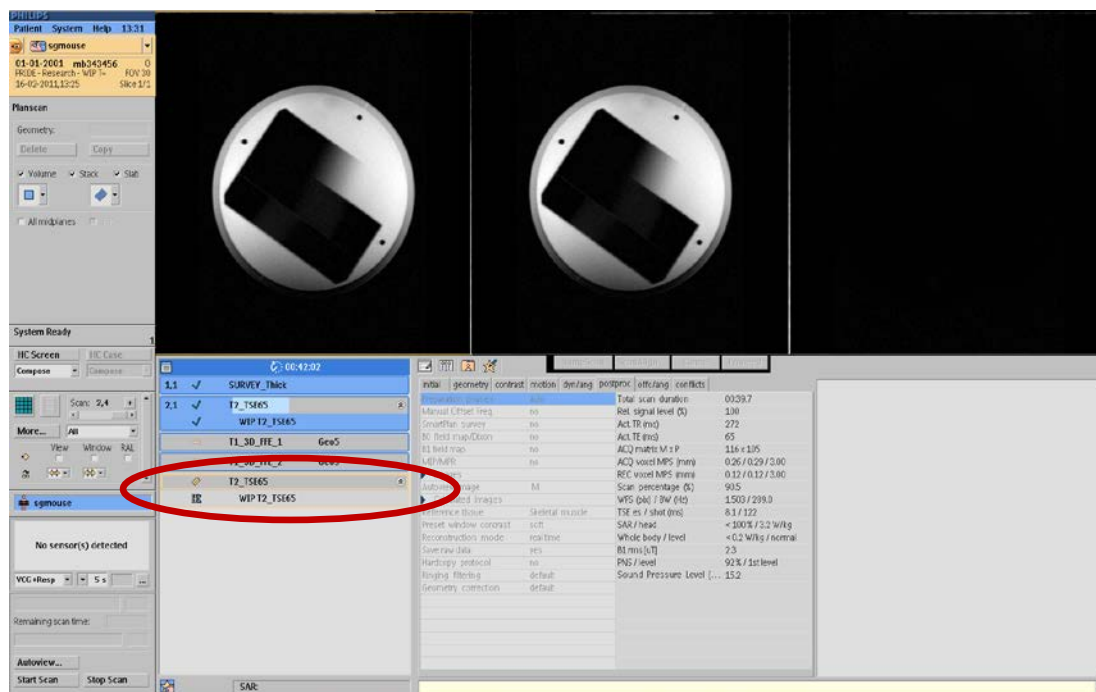 PHILIPS
Patient System Help 13:31
sgmouse
01-01-2001 mb343456 0
PRIDE - Research - WIP T- FOV 30
16-02-2011,13:25 Slice 1/1
Planscan
Geometry:
Delete Copy
Volume Stack Slab
All midplanes
System Ready
1
HC Screen HC Case
Compose Compose
Scan: 2,4
More... All
View Window RAL
sgmouse
No sensor(s) detected
VCG+Resp 5 s ...
Remaining scan time:
Autoview...
Start Scan Stop Scan
00:42:02
1,1 SURVEY_Thick
2,1 T2_TSE65
WIP T2_TSE65
T1_3D_FFE_1 Geo5
T1_3D_FFE_2 Geo5
T2_TSE65
WIP T2_TSE65
SAR:
initial geometry contrast motion dyn/ang postproc offc/ang conflicts
Preparation phases auto
Manual Offset Freq. no
SmartPlan survey no
B0 field map/Dixon no
B1 field map no
MIP/MPR no
Images
Autoview image M
Calculated images
Reference tissue Skeletal muscle
Preset window contrast soft
Reconstruction mode real time
Save raw data yes
Hardcopy protocol no
Ringing filtering default
Geometry correction default
Total scan duration 00:39.7
Rel. signal level (%) 100
Act. TR (ms) 272
Act. TE (ms) 65
ACQ matrix M x P 116 x 105
ACQ voxel MPS (mm) 0.26 / 0.29 / 3.00
REC voxel MPS (mm) 0.12 / 0.12 / 3.00
Scan percentage (%) 90.5
WFS (pix) / BW (Hz) 1.503 / 289.0
TSE es / shot (ms) 8.1 / 122
SAR / head < 100 % / 3.2 W/kg
Whole body / level < 0.2 W/kg / normal
B1 rms [uT] 2.3
PNS / level 92 % / 1st level
Sound Pressure Level (... 15.2